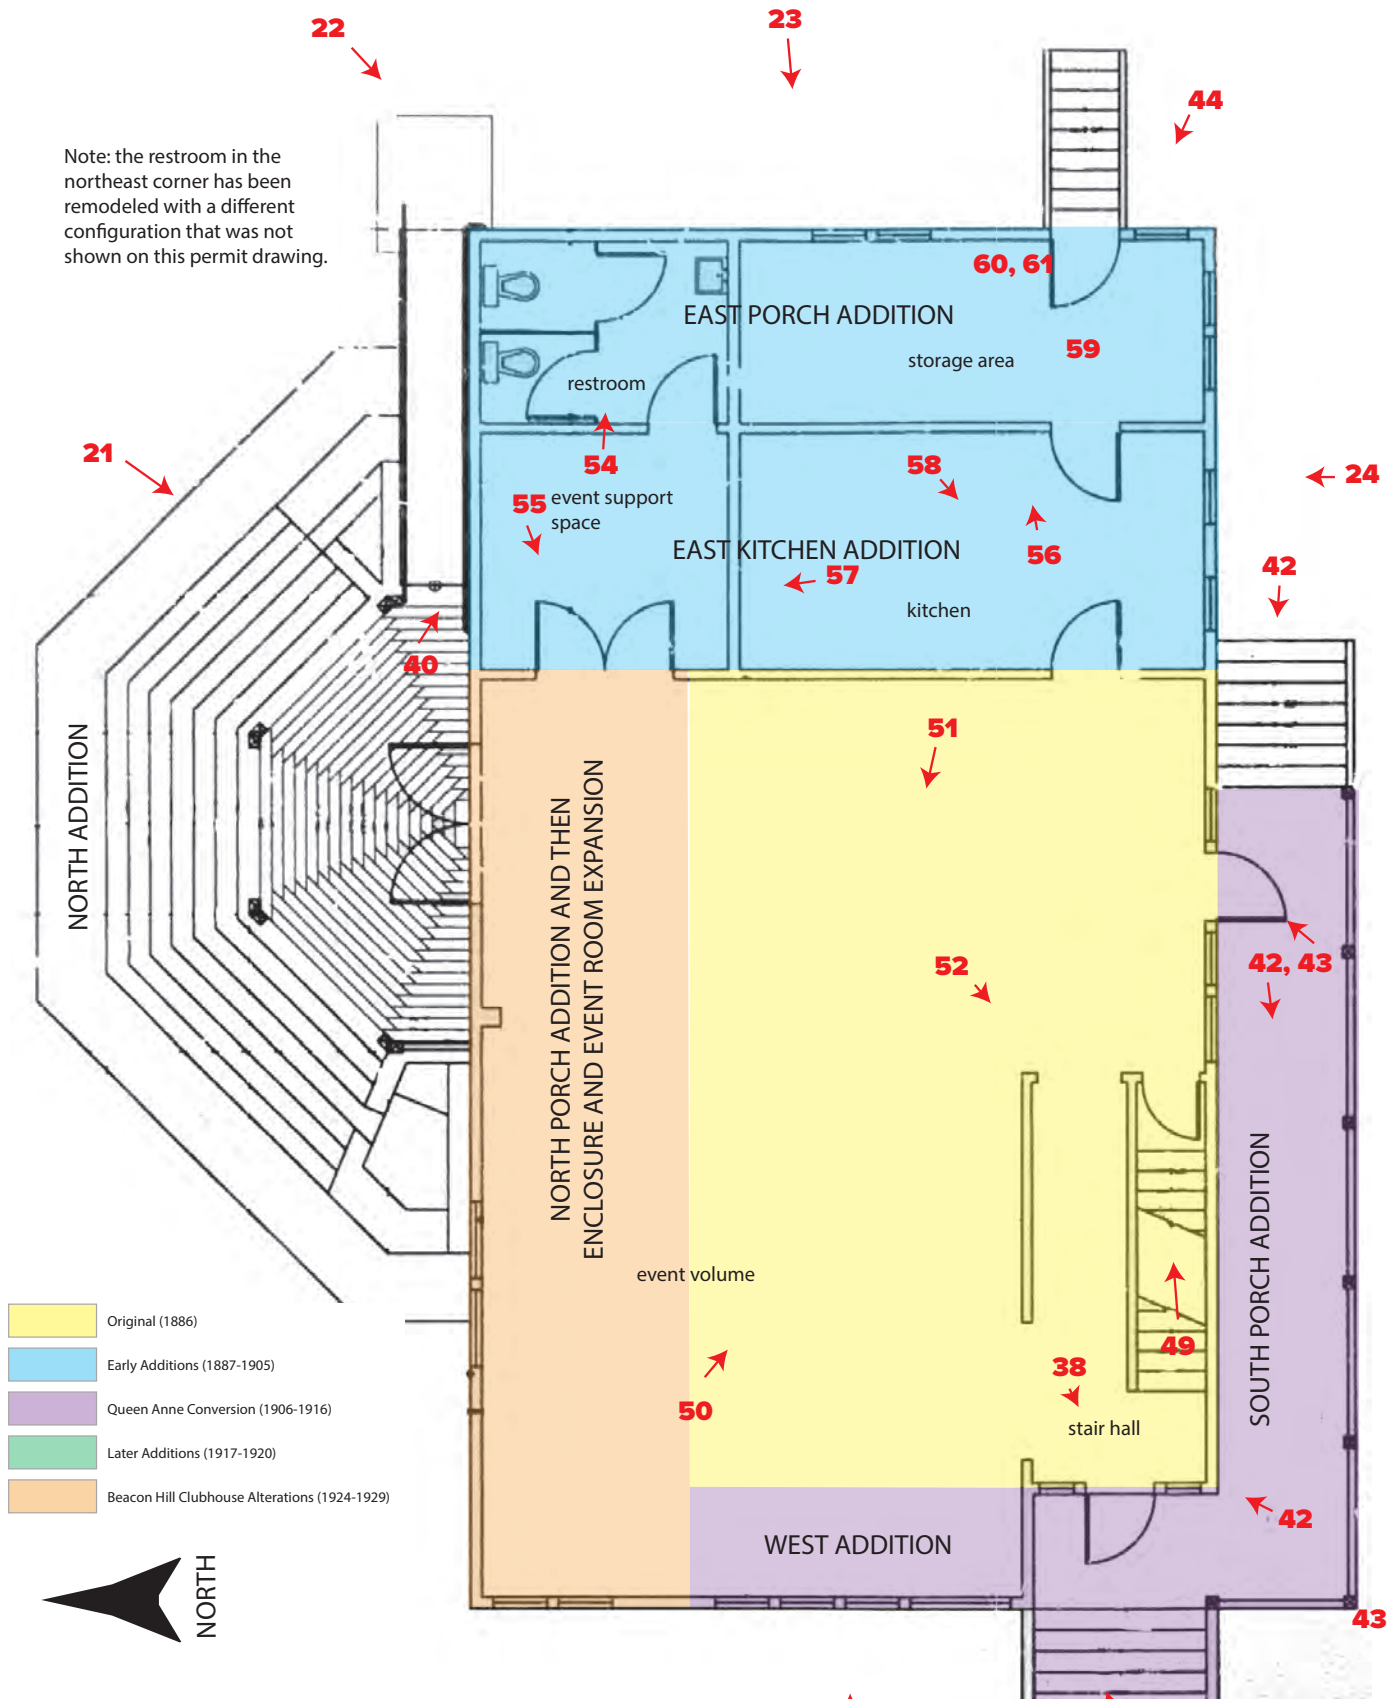 22
23
44
Note: the restroom in the
northeast corner has been
remodeled with a different
configuration that was not
shown on this permit drawing.
60, 61
EAST PORCH ADDITION
59
storage area
restroom
21
54
58
24
55
event support
space
EAST KITCHEN ADDITION
56
57
42
kitchen
40
51
NORTH ADDITION
NORTH PORCH ADDITION AND THEN
ENCLOSURE AND EVENT ROOM EXPANSION
52
42, 43
SOUTH PORCH ADDITION
event volume
49
38
50
stair hall
Original (1886)
Early Additions (1887-1905)
Queen Anne Conversion (1906-1916)
Later Additions (1917-1920)
Beacon Hill Clubhouse Alterations (1924-1929)
42
WEST ADDITION
NORTH
43